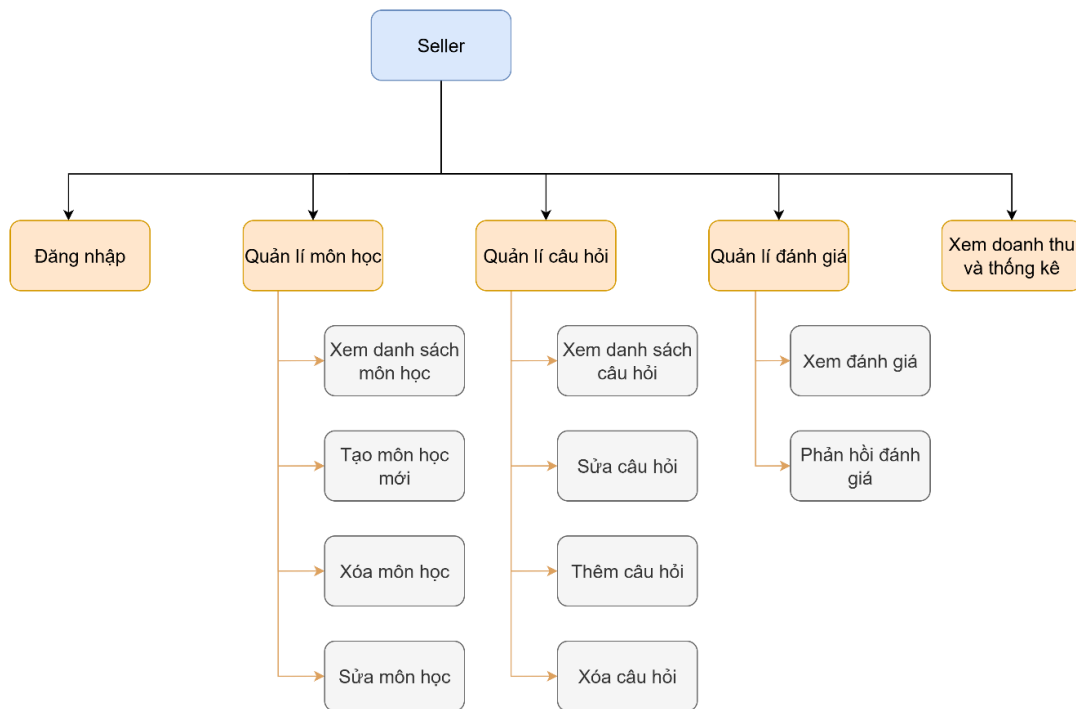 Seller
Đăng nhập
Quản lí môn học
Quản lí câu hỏi
Quản lí đánh giá
Xem doanh thu
và thống kê
Xem danh sách
môn học
Tạo môn học
mới
Xóa môn học
Sửa môn học
Xem danh sách
câu hỏi
Sửa câu hỏi
Thêm câu hỏi
Xóa câu hỏi
Xem đánh giá
Phản hồi đánh
giá